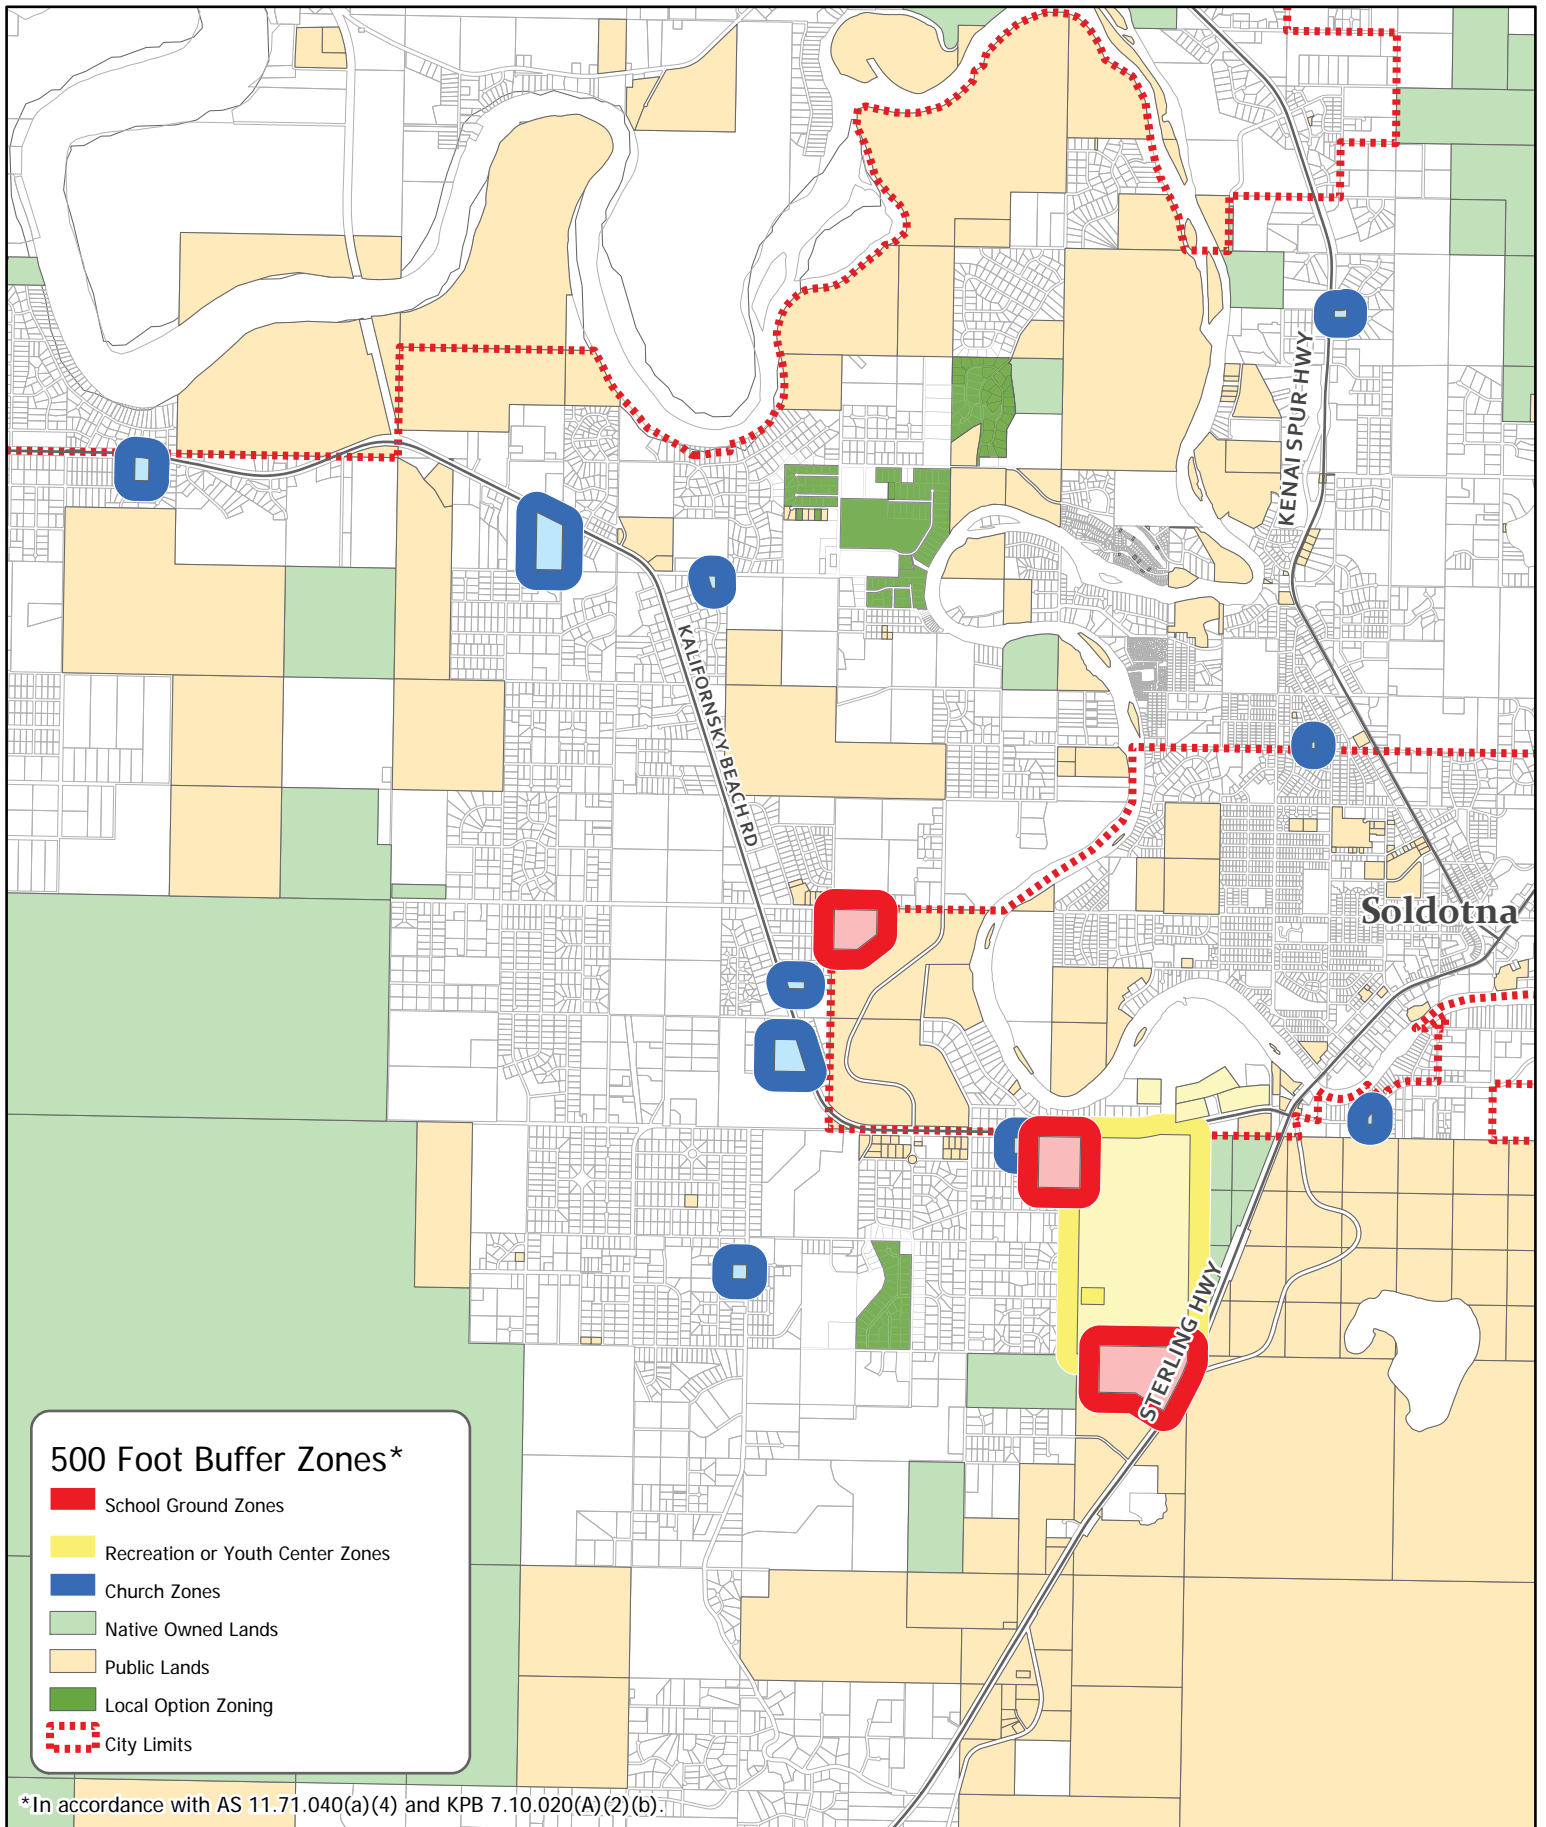 KENAI SPUR HWY
KALIFORNSKY BEACH RD
Soldotna
STERLING HWY
500 Foot Buffer Zones*
School Ground Zones
Recreation or Youth Center Zones
Church Zones
Native Owned Lands
Public Lands
Local Option Zoning
City Limits
*In accordance with AS 11.71.040(a)(4) and KPB 7.10.020(A)(2)(b).